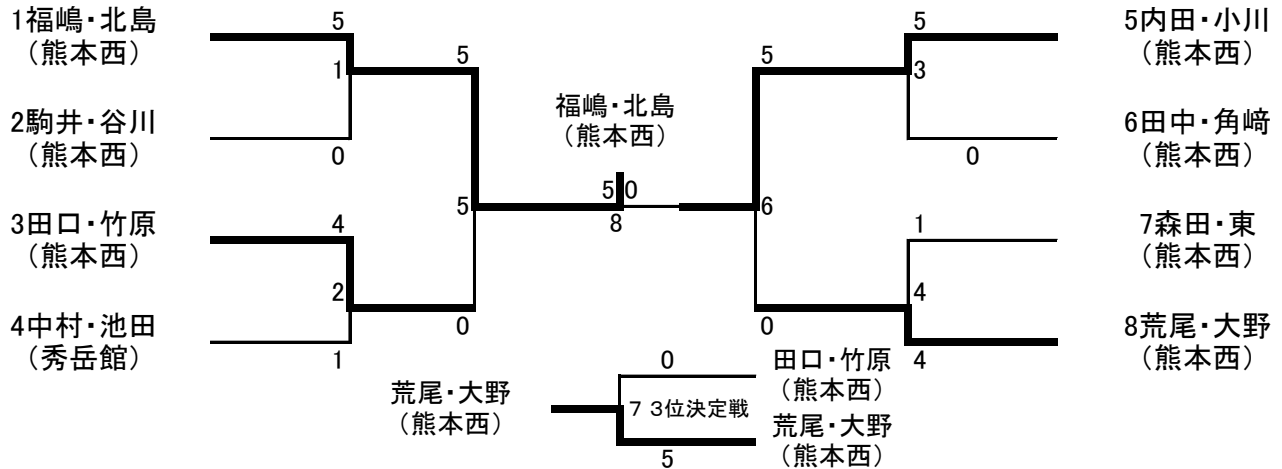 1福嶋・北島
(熊本西)
2駒井・谷川
(熊本西)
3田口・竹原
(熊本西)
4中村・池田
(秀岳館)
5
1
0
4
2
1
5
5
0
福嶋・北島
(熊本西)
5 0
8
5
6
0
5
3
0
1
4
4
5内田・小川
(熊本西)
6田中・角﨑
(熊本西)
7森田・東
(熊本西)
8荒尾・大野
(熊本西)
荒尾・大野
(熊本西)
0
7 3位決定戦
5
田口・竹原
(熊本西)
荒尾・大野
(熊本西)